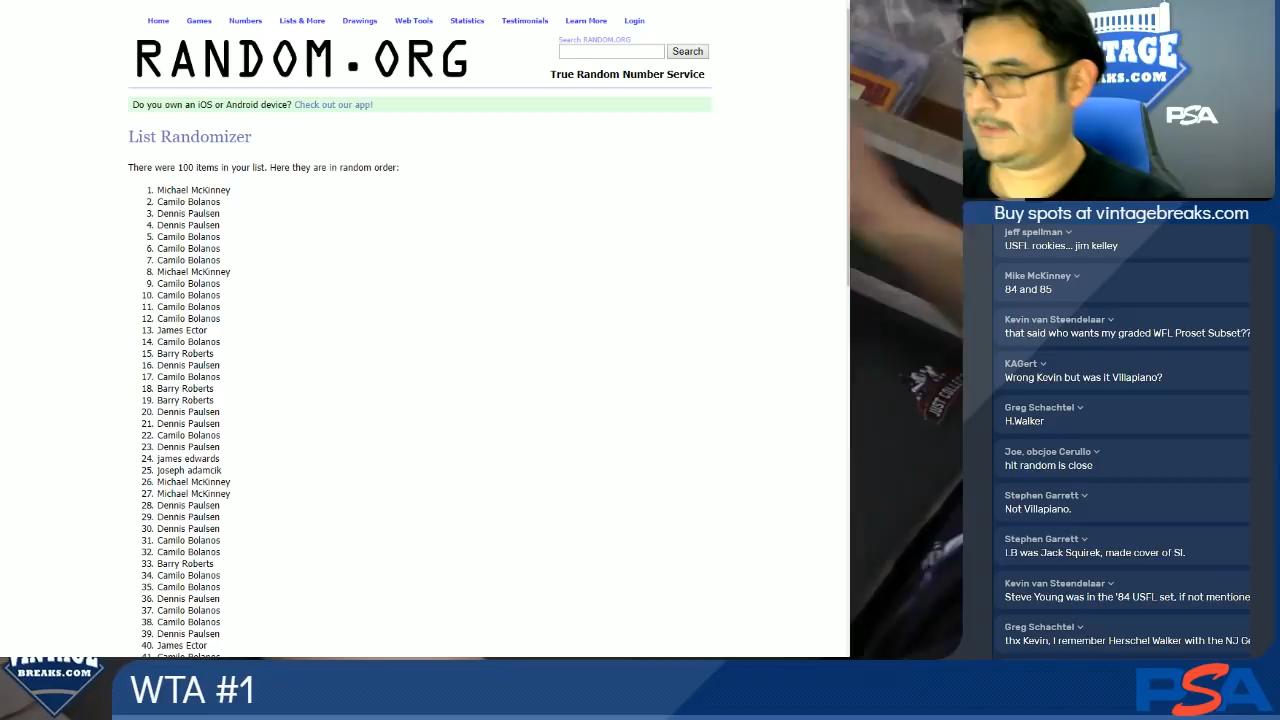 Home Games Numbers Lists & More Drawings Web Tools Statistics Testimonials Learn More Login
RANDOM.ORG
Search RANDOM.ORG
Search
True Random Number Service
Do you own an iOS or Android device? Check out our app!
List Randomizer
There were 100 items in your list. Here they are in random order:
1. Michael McKinney
2. Camilo Bolanos
3. Dennis Paulsen
4. Dennis Paulsen
5. Camilo Bolanos
6. Camilo Bolanos
7. Camilo Bolanos
8. Michael McKinney
9. Camilo Bolanos
10. Camilo Bolanos
11. Camilo Bolanos
12. Camilo Bolanos
13. James Ector
14. Camilo Bolanos
15. Barry Roberts
16. Dennis Paulsen
17. Camilo Bolanos
18. Barry Roberts
19. Barry Roberts
20. Dennis Paulsen
21. Dennis Paulsen
22. Camilo Bolanos
23. Dennis Paulsen
24. james edwards
25. joseph adamcik
26. Michael McKinney
27. Michael McKinney
28. Dennis Paulsen
29. Dennis Paulsen
30. Dennis Paulsen
31. Camilo Bolanos
32. Camilo Bolanos
33. Barry Roberts
34. Camilo Bolanos
35. Camilo Bolanos
36. Dennis Paulsen
37. Camilo Bolanos
38. Camilo Bolanos
39. Dennis Paulsen
40. James Ector
41. Camilo Bolanos
PSA
Buy spots at vintagebreaks.com
jeff spellman
USFL rookies... jim kelley
Mike McKinney
84 and 85
Kevin van Steendelaar
that said who wants my graded WFL Proset Subset??
KAGert
Wrong Kevin but was it Villapiano?
Greg Schachtel
H.Walker
Joe, obcjoe Cerullo
hit random is close
Stephen Garrett
Not Villapiano.
Stephen Garrett
LB was Jack Squirek, made cover of SI.
Kevin van Steendelaar
Steve Young was in the '84 USFL set. if not mentione
Greg Schachtel
thx Kevin, I remember Herschel Walker with the NJ Ge
JUST COLLECT
VINTAGE
BREAKS.COM
WTA #1
PSA